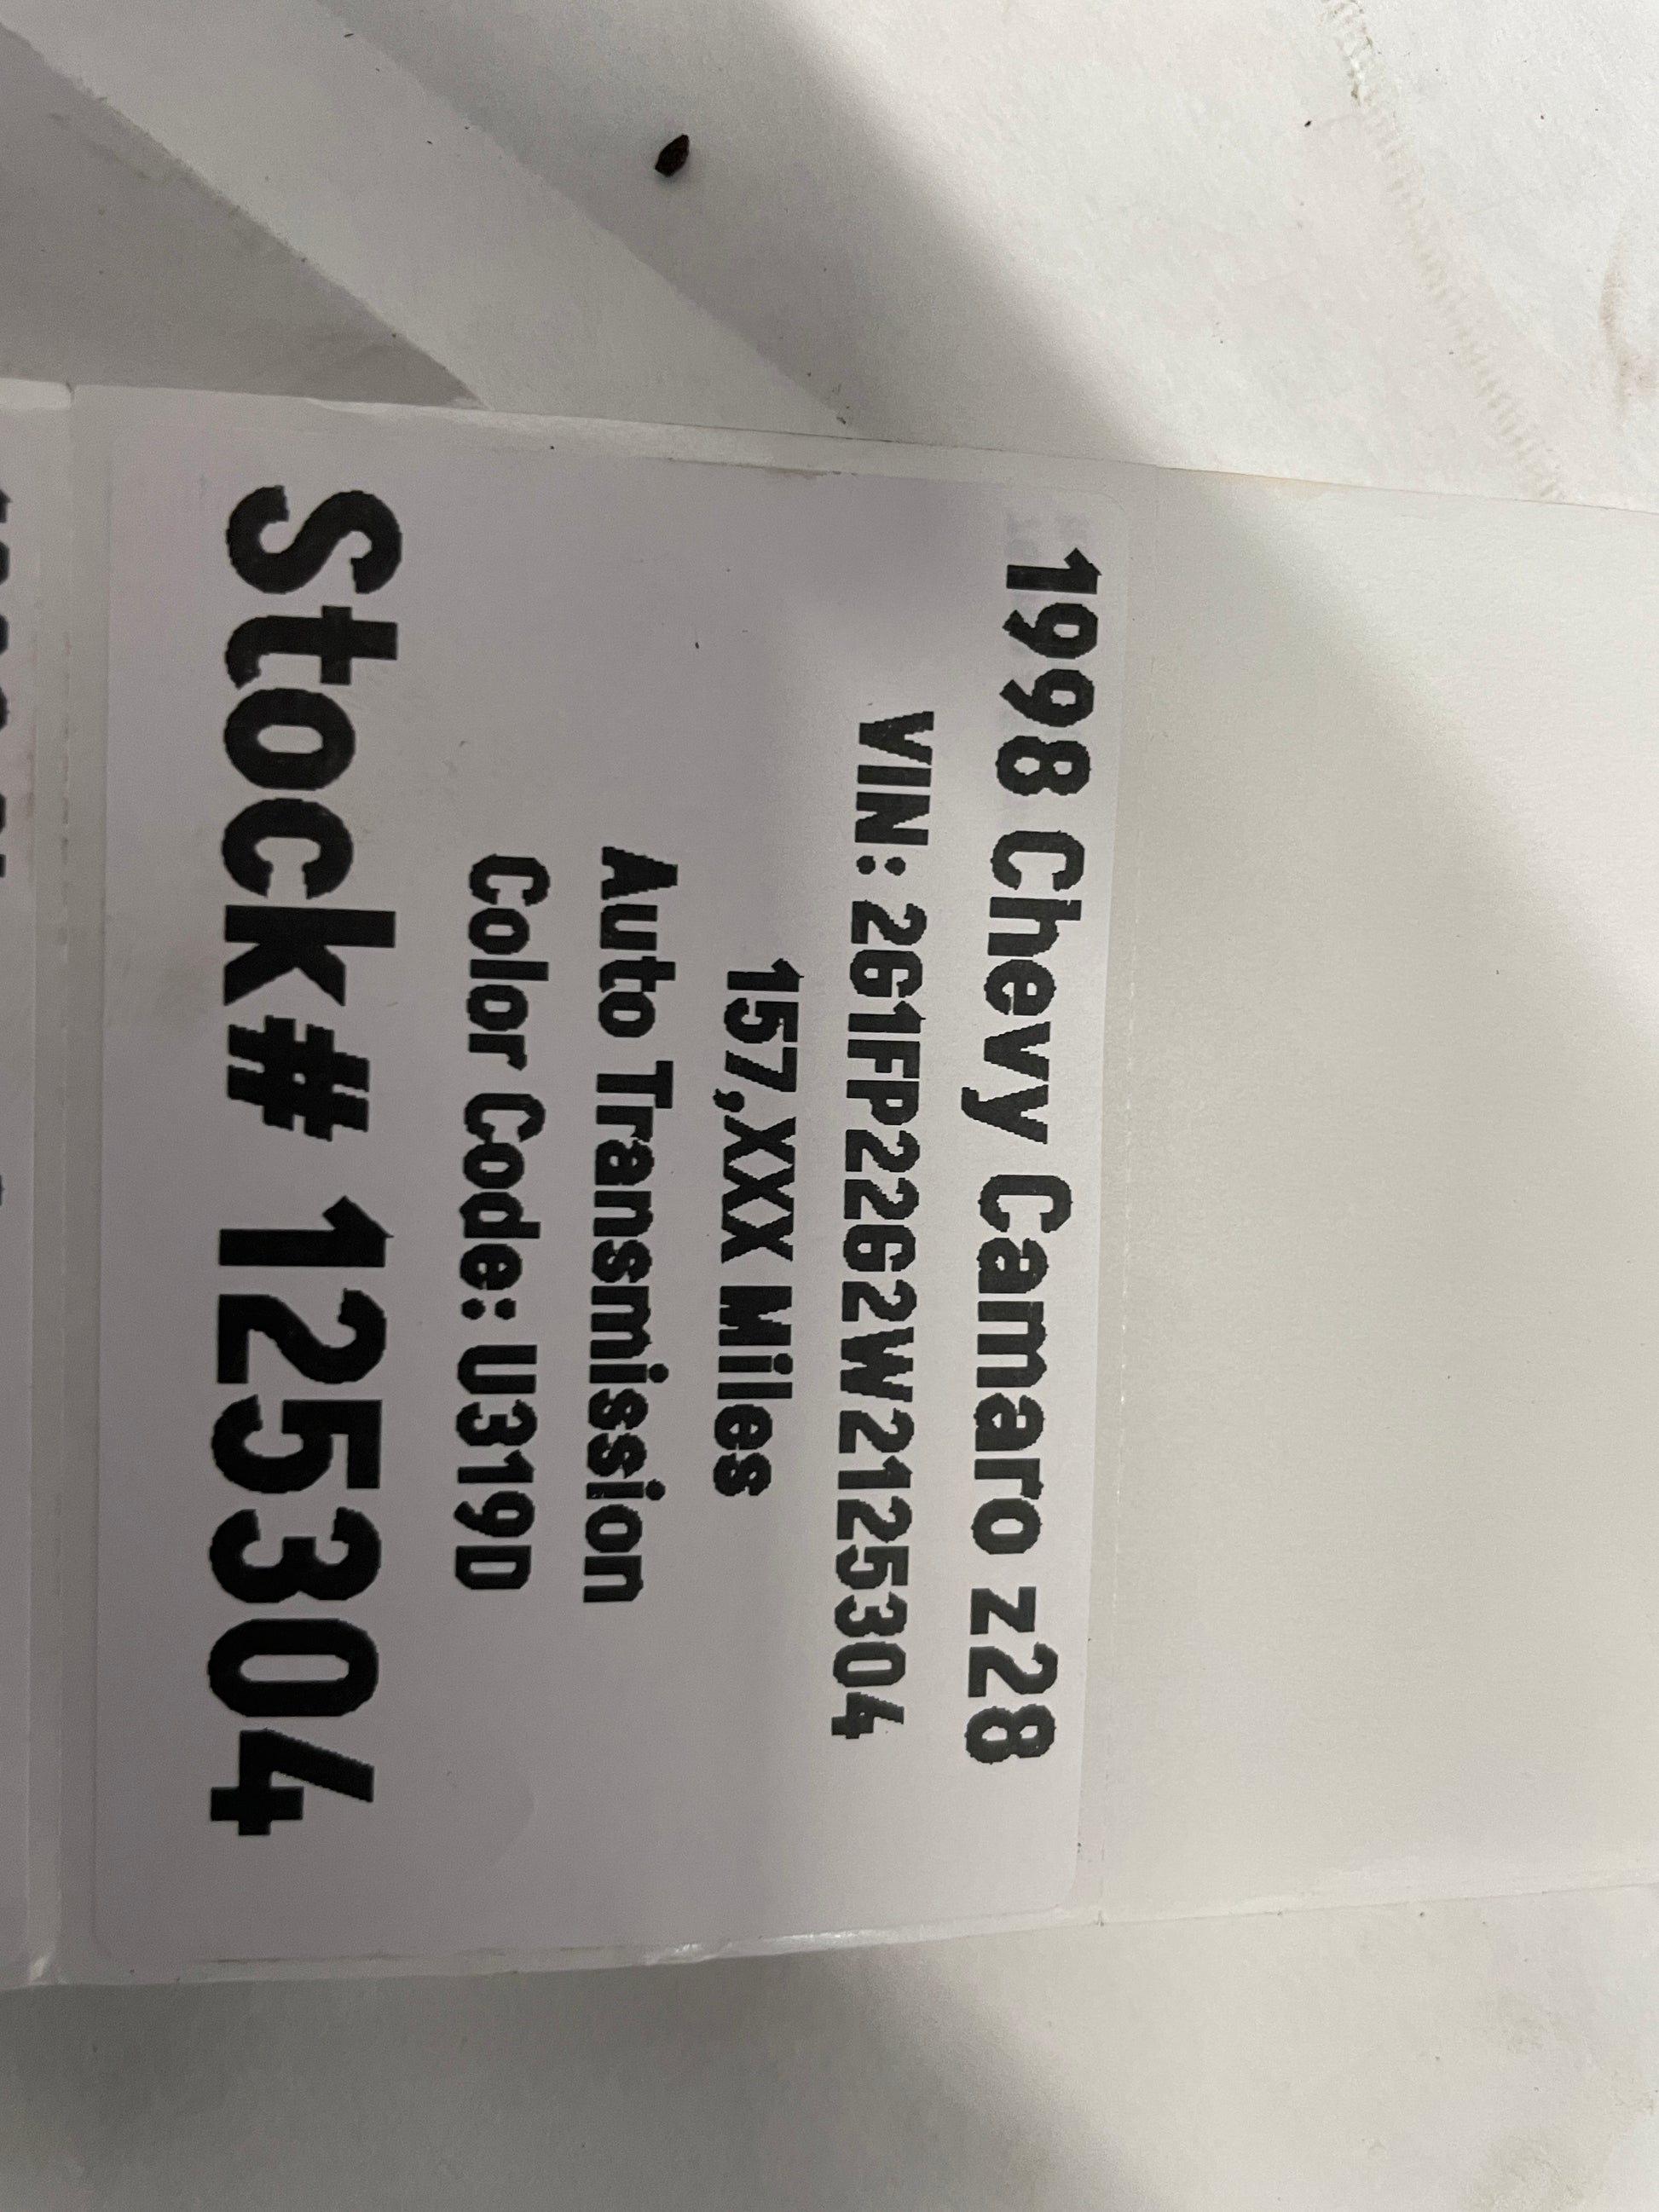 1998 Chevy Camaro z28
VIN: 2G1FP22G2W2125304
157,XXX Miles
Auto Transmission
Color Code: U319D
Stock# 125304